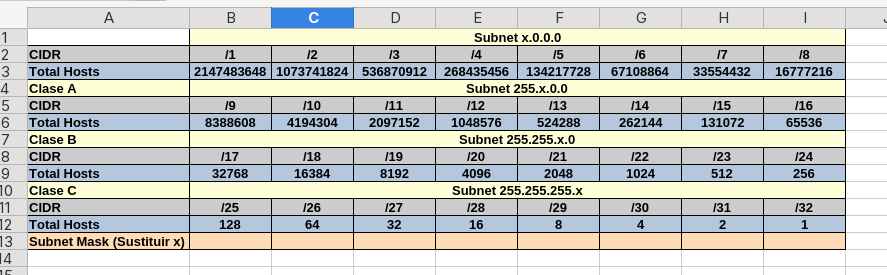 A B C D E F G H I
1 Subnet x.0.0.0
2 CIDR /1 /2 /3 /4 /5 /6 /7 /8
3 Total Hosts 2147483648 1073741824 536870912 268435456 134217728 67108864 33554432 16777216
4 Clase A Subnet 255.x.0.0
5 CIDR /9 /10 /11 /12 /13 /14 /15 /16
6 Total Hosts 8388608 4194304 2097152 1048576 524288 262144 131072 65536
7 Clase B Subnet 255.255.x.0
8 CIDR /17 /18 /19 /20 /21 /22 /23 /24
9 Total Hosts 32768 16384 8192 4096 2048 1024 512 256
10 Clase C Subnet 255.255.255.x
11 CIDR /25 /26 /27 /28 /29 /30 /31 /32
12 Total Hosts 128 64 32 16 8 4 2 1
13 Subnet Mask (Sustituir x)
14